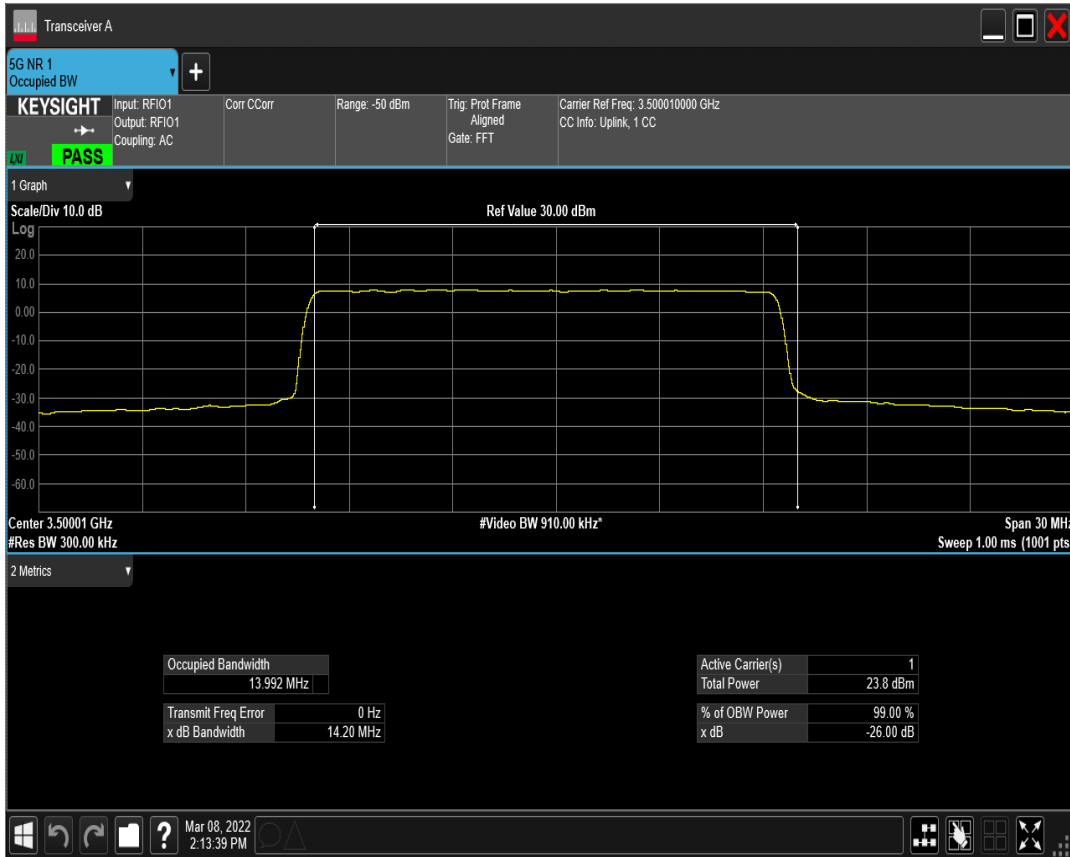 Transceiver A
5G NR 1
Occupied BW
KEYSIGHT
LXI
PASS
Input: RFIO1
Output: RFIO1
Coupling: AC
Corr CCorr
Range: -50 dBm
Trig: Prot Frame
Aligned
Gate: FFT
Carrier Ref Freq: 3.500010000 GHz
CC Info: Uplink, 1 CC
1 Graph
Scale/Div 10.0 dB
Ref Value 30.00 dBm
Log
20.0
10.0
0.00
-10.0
-20.0
-30.0
-40.0
-50.0
-60.0
Center 3.50001 GHz
#Video BW 910.00 kHz*
Span 30 MHz
#Res BW 300.00 kHz
Sweep 1.00 ms (1001 pts
2 Metrics
Occupied Bandwidth
13.992 MHz
Transmit Freq Error 0 Hz
x dB Bandwidth 14.20 MHz
Active Carrier(s) 1
Total Power 23.8 dBm
% of OBW Power 99.00 %
x dB -26.00 dB
?
Mar 08, 2022
2:13:39 PM